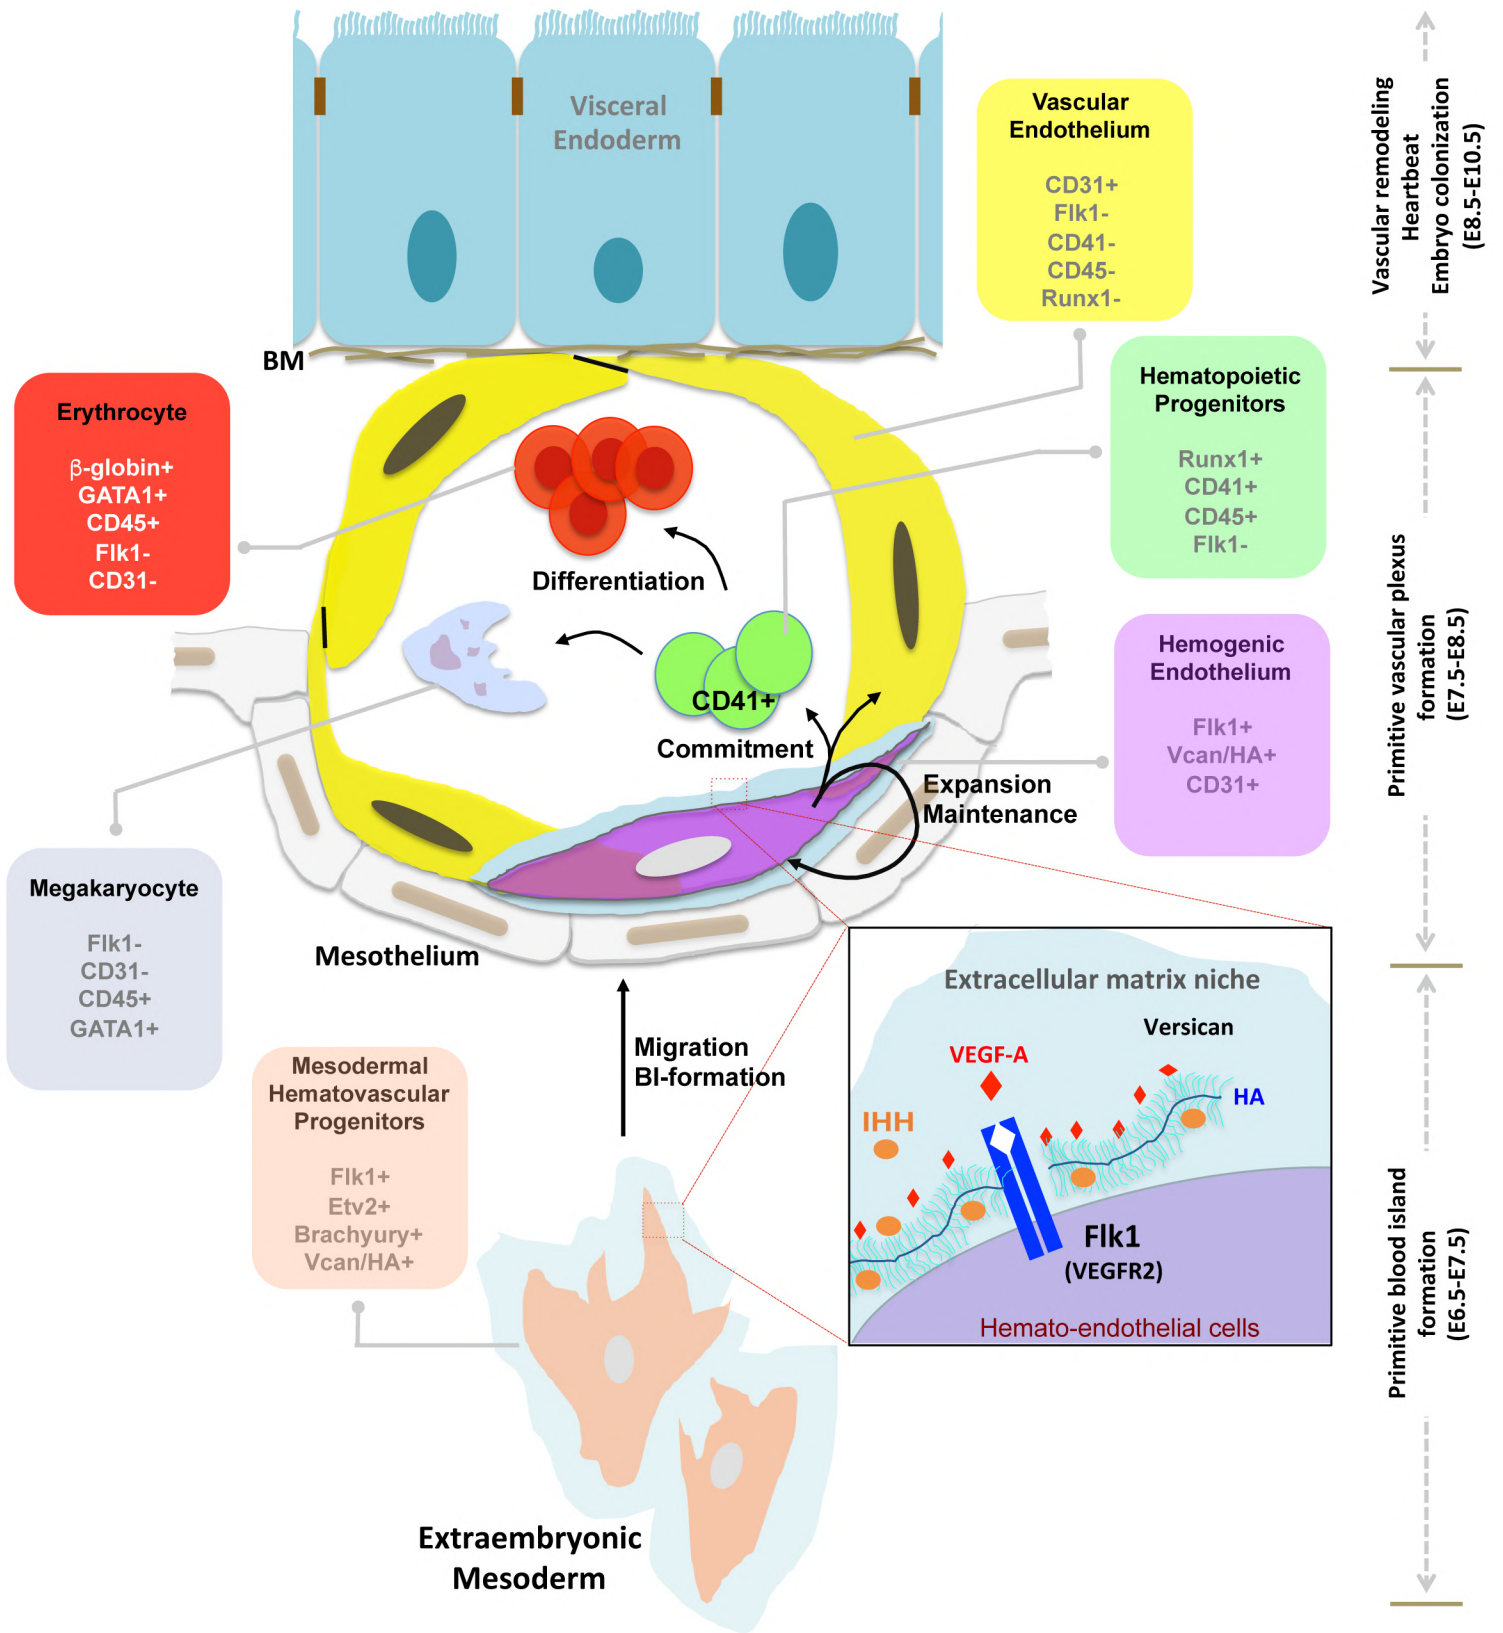 Visceral
Endoderm
BM
Vascular
Endothelium
CD31+
Flk1-
CD41-
CD45-
Runx1-
Hematopoietic
Progenitors
Runx1+
CD41+
CD45+
Flk1-
Erythrocyte
β-globin+
GATA1+
CD45+
Flk1-
CD31-
Differentiation
CD41+
Commitment
Hemogenic
Endothelium
Flk1+
Vcan/HA+
CD31+
Expansion
Maintenance
Megakaryocyte
Flk1-
CD31-
CD45+
GATA1+
Mesothelium
Migration
BI-formation
Mesodermal
Hematovascular
Progenitors
Flk1+
Etv2+
Brachyury+
Vcan/HA+
Extracellular matrix niche
Versican
VEGF-A
HA
IHH
Flk1
(VEGFR2)
Hemato-endothelial cells
Extraembryonic
Mesoderm
Vascular remodeling
Heartbeat
Embryo colonization
(E8.5-E10.5)
Primitive vascular plexus
formation
(E7.5-E8.5)
Primitive blood island
formation
(E6.5-E7.5)